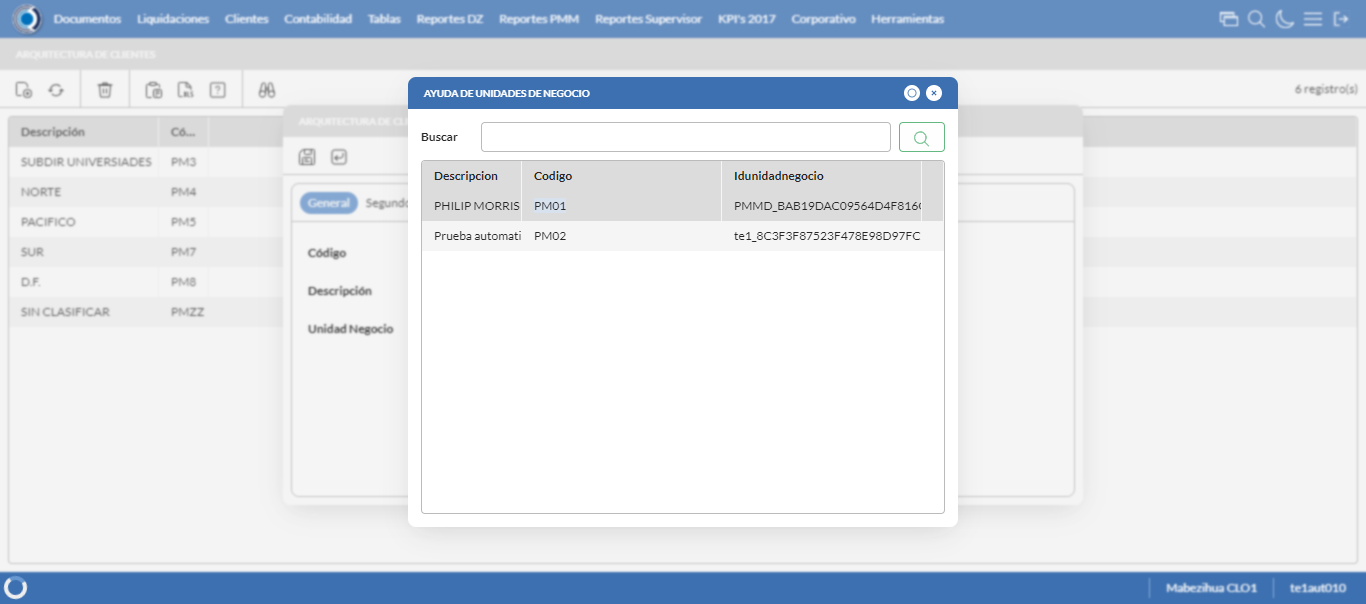 Documentos Liquidaciones Clientes Contabilidad Tablas Reportes DZ Reportes PMM Reportes Supervisor KPI's 2017 Corporativo Herramientas
ARQUITECTURA DE CLIENTES
6 registro(s)
AYUDA DE UNIDADES DE NEGOCIO
Buscar
Descripcion Codigo Idunidadnegocio
PHILIP MORRIS PM01 PMMD_BAB19DAC09564D4F816
Prueba automati PM02 te1_8C3F3F87523F478E98D97FC
Descripción Có...
SUBDIR UNIVERSIADES PM3
NORTE PM4
PACIFICO PM5
SUR PM7
D.F. PM8
SIN CLASIFICAR PMZZ
ARQUITECTURA DE CLI
General Segundo
Código
Descripción
Unidad Negocio
Mabezihua CLO1 te1aut010